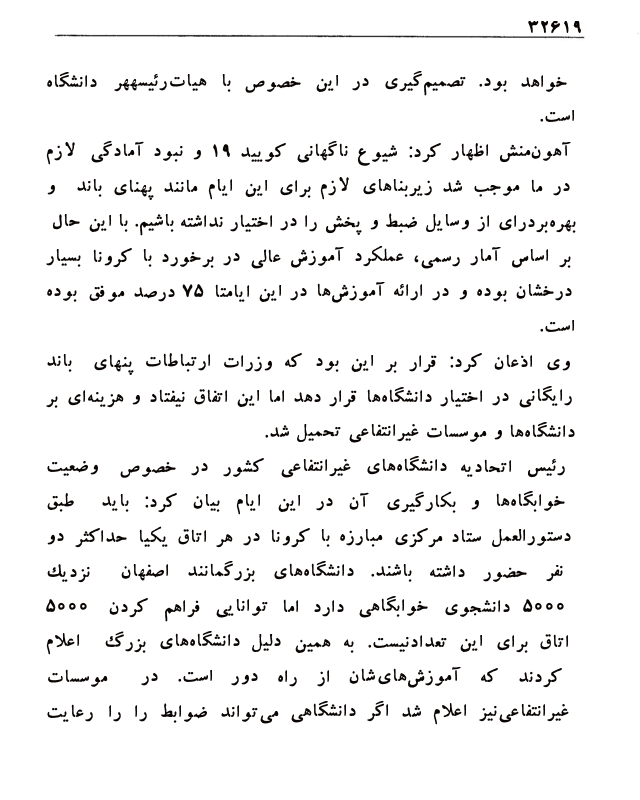 ۳۲۶۱۹
خواهد بود. تصمیم‌گیری در این خصوص با هیات‌رئیسههر دانشگاه
است.
آهون‌منش اظهار کرد: شیوع ناگهانی کویید ۱۹ و نبود آمادگی لازم
در ما موجب شد زیربناهای لازم برای این ایام مانند پهنای باند و
بهره‌بردرای از وسایل ضبط و پخش را در اختیار نداشته باشیم. با این حال
بر اساس آمار رسمی، عملکرد آموزش عالی در برخورد با کرونا بسیار
درخشان بوده و در ارائه آموزش‌ها در این ایامتا ۷۵ درصد موفق بوده
است.
وی اذعان کرد: قرار بر این بود که وزرات ارتباطات پنهای باند
رایگانی در اختیار دانشگاه‌ها قرار دهد اما این اتفاق نیفتاد و هزینه‌ای بر
دانشگاه‌ها و موسسات غیرانتفاعی تحمیل شد.
رئیس اتحادیه دانشگاه‌های غیرانتفاعی کشور در خصوص وضعیت
خوابگاه‌ها و بکارگیری آن در این ایام بیان کرد: باید طبق
دستورالعمل ستاد مرکزی مبارزه با کرونا در هر اتاق یکیا حداکثر دو
نفر حضور داشته باشند. دانشگاه‌های بزرگمانند اصفهان نزدیك
۵۰۰۰ دانشجوی خوابگاهی دارد اما توانایی فراهم کردن ۵۰۰۰
اتاق برای این تعدادنیست. به همین دلیل دانشگاه‌های بزرگ اعلام
کردند که آموزش‌های‌شان از راه دور است. در موسسات
غیرانتفاعی‌نیز اعلام شد اگر دانشگاهی می‌تواند ضوابط را را رعایت